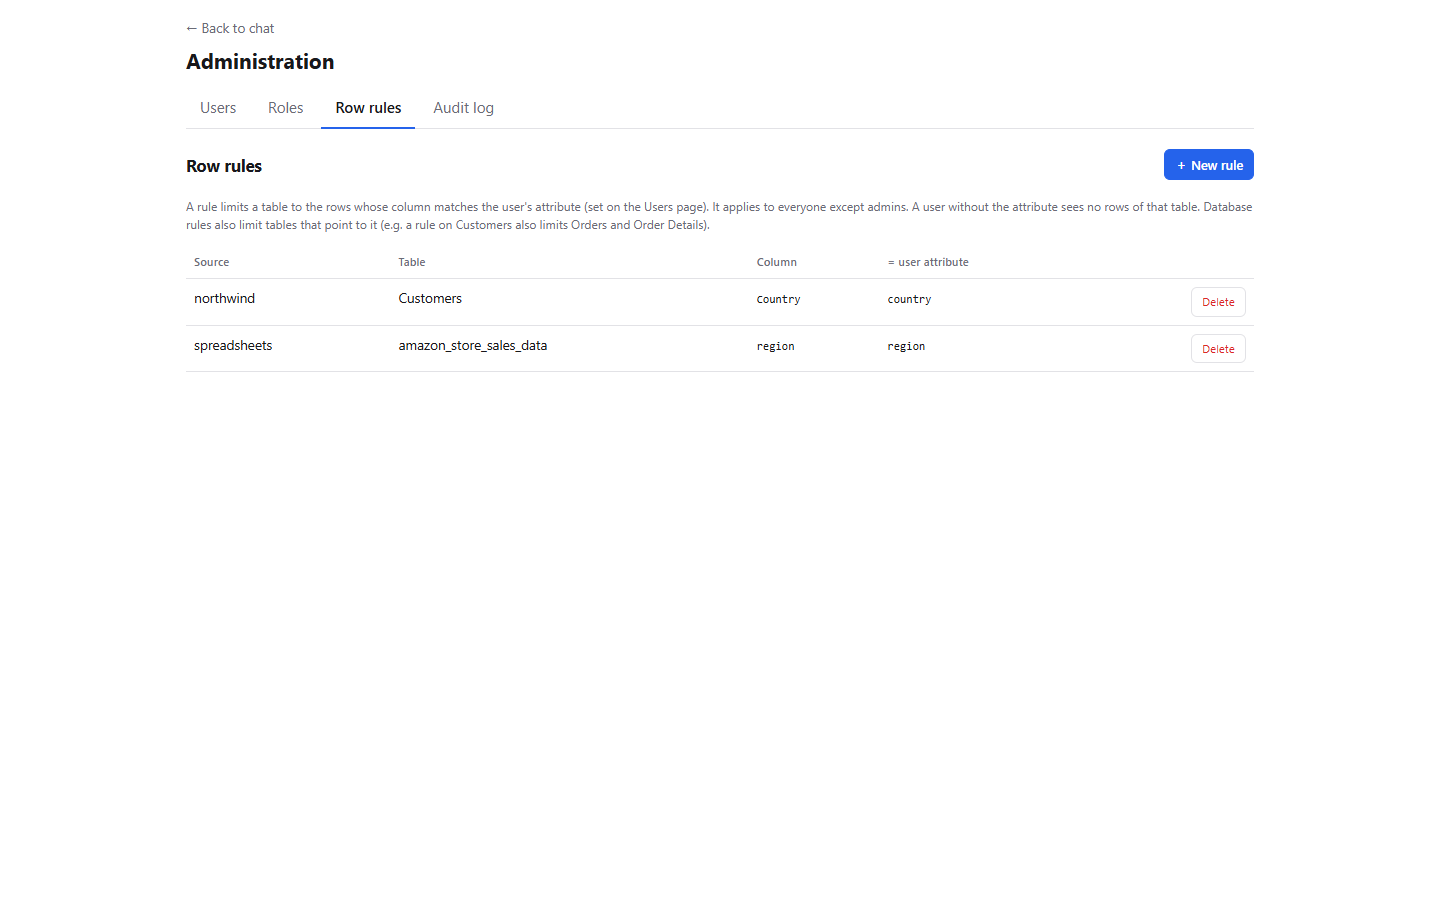 ← Back to chat
Administration
Users Roles Row rules Audit log
Row rules
+ New rule
A rule limits a table to the rows whose column matches the user's attribute (set on the Users page). It applies to everyone except admins. A user without the attribute sees no rows of that table. Database
rules also limit tables that point to it (e.g. a rule on Customers also limits Orders and Order Details).
Source Table Column = user attribute
northwind Customers Country country Delete
spreadsheets amazon_store_sales_data region region Delete